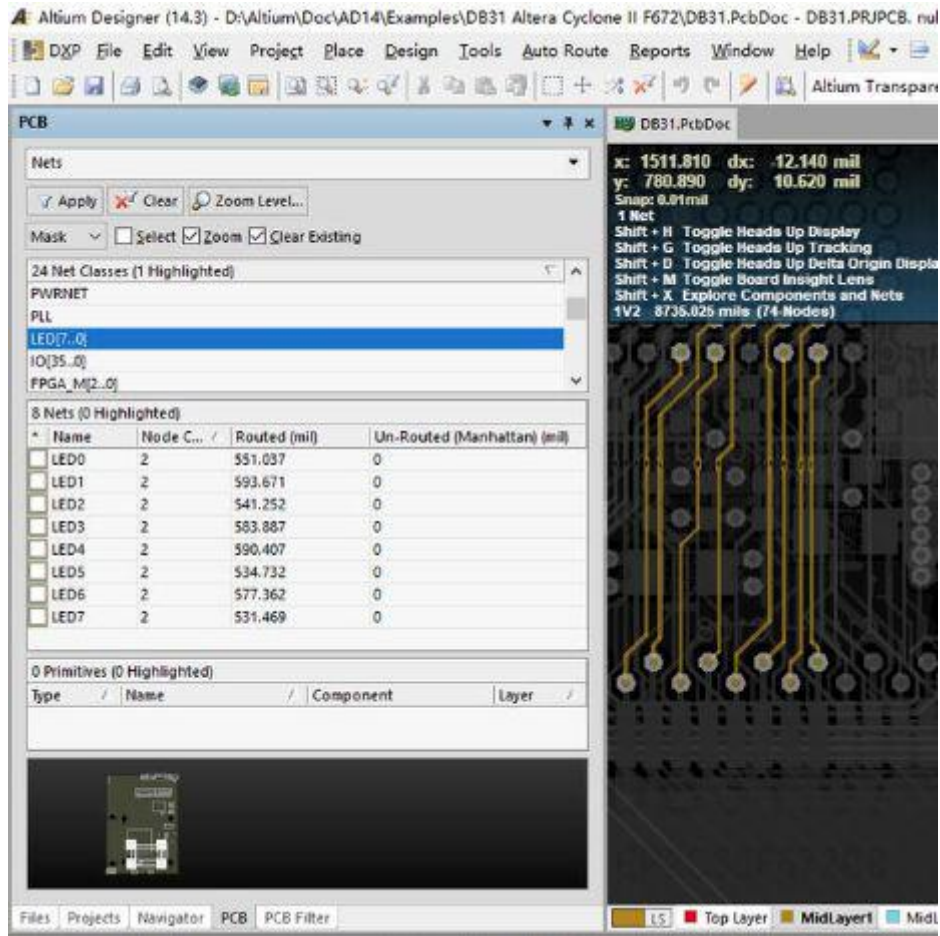 Altium Designer (14.3) - D:\Altium\Doc\AD14\Examples\DB31 Altera Cyclone II F672\DB31.PcbDoc - DB31.PRJPCB. nul
DXP File Edit View Project Place Design Tools Auto Route Reports Window Help
Altium Transpare
PCB
DB31.PcbDoc
Nets
Apply Clear Zoom Level...
Mask Select Zoom Clear Existing
24 Net Classes (1 Highlighted)
PWRNET
PLL
LED[7..0]
IO[35..0]
FPGA_M[2..0]
8 Nets (0 Highlighted)
* Name Node C... / Routed (mil) Un-Routed (Manhattan) (mil)
LED0 2 551.037 0
LED1 2 593.671 0
LED2 2 541.252 0
LED3 2 583.887 0
LED4 2 590.407 0
LED5 2 534.732 0
LED6 2 577.362 0
LED7 2 531.469 0
0 Primitives (0 Highlighted)
Type / Name / Component Layer /
Files Projects Navigator PCB PCB Filter
x: 1511.810 dx: -12.140 mil
y: 780.890 dy: 10.620 mil
Snap: 0.01mil
1 Net
Shift + H Toggle Heads Up Display
Shift + G Toggle Heads Up Tracking
Shift + D Toggle Heads Up Delta Origin Displa
Shift + M Toggle Board Insight Lens
Shift + X Explore Components and Nets
1V2 8735.025 mils (74 Nodes)
LS Top Layer MidLayer1 MidL